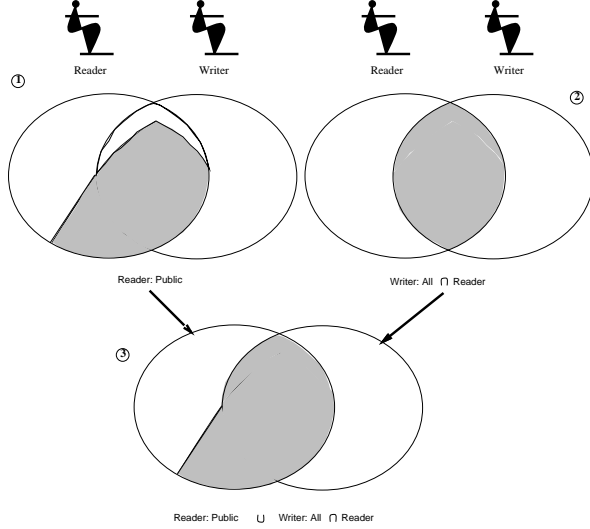 Reader Writer Reader Writer
1 2
Reader: Public Writer: All ∩ Reader
3
Reader: Public ∪ Writer: All ∩ Reader